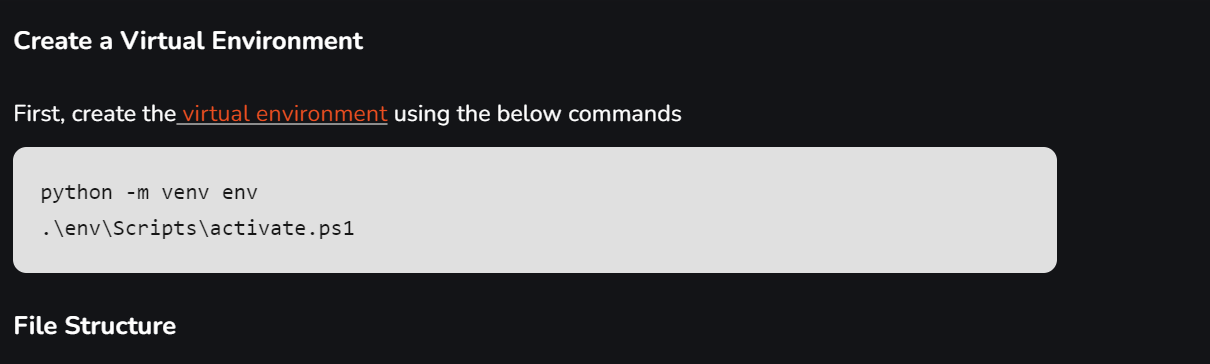 Create a Virtual Environment
First, create the virtual environment using the below commands
python -m venv env
.\env\Scripts\activate.ps1
File Structure